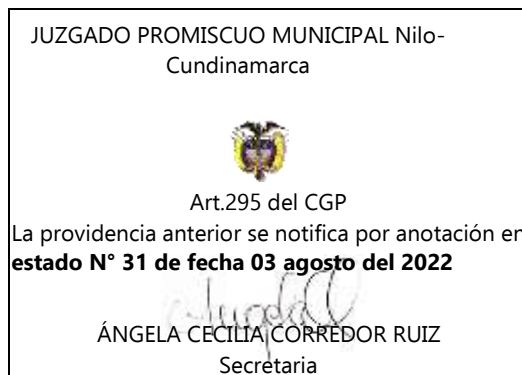 JUZGADO PROMISCUO MUNICIPAL Nilo-
Cundinamarca
Art.295 del CGP
La providencia anterior se notifica por anotación en
estado N° 31 de fecha 03 agosto del 2022
ÁNGELA CECILIA CORREDOR RUIZ
Secretaria